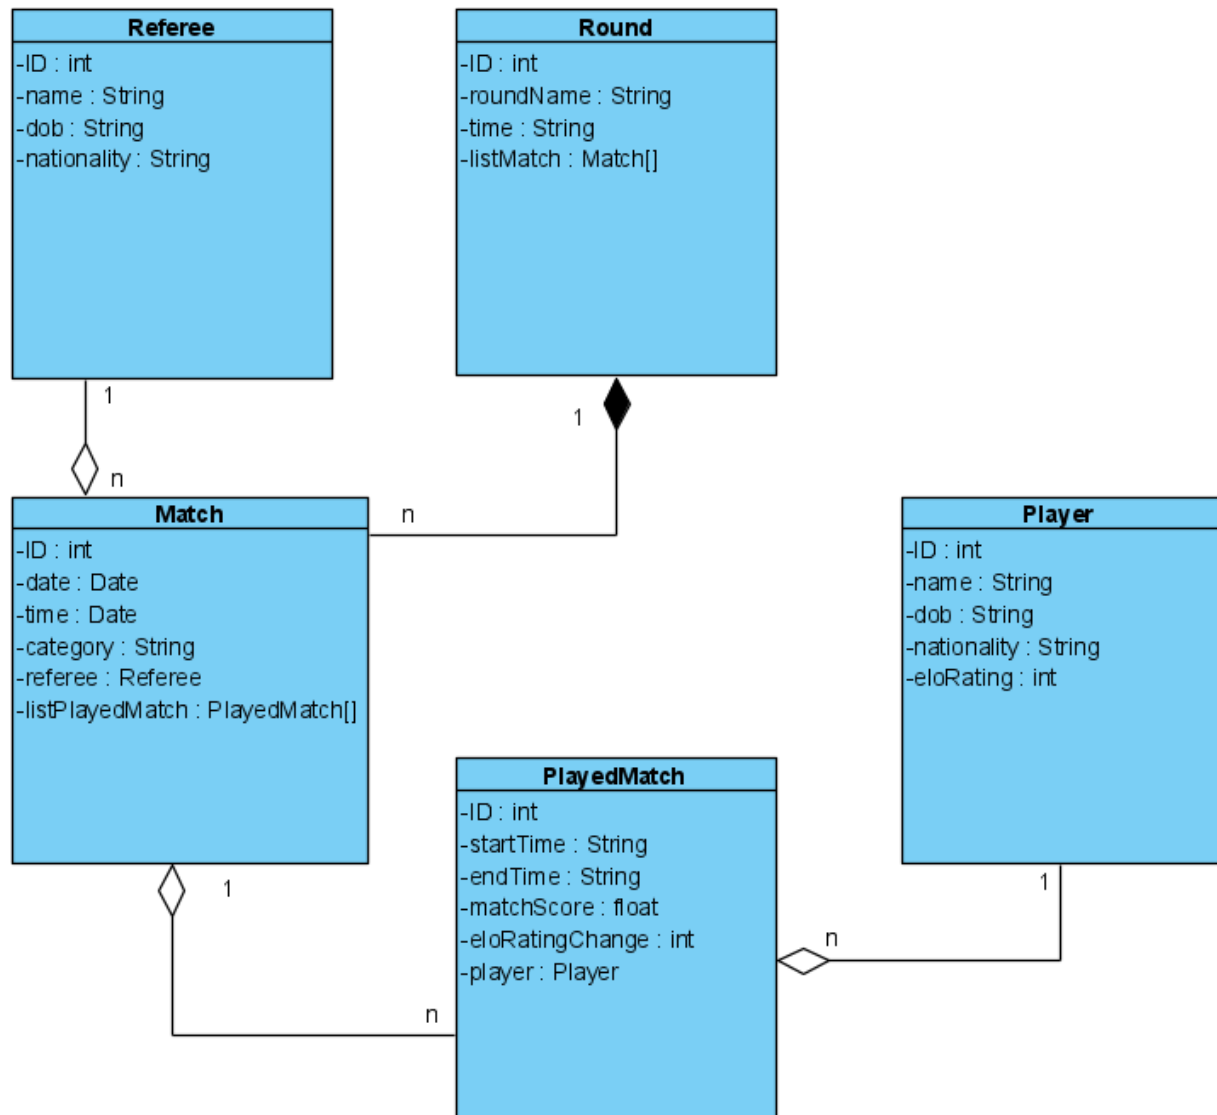 Referee
-ID : int
-name : String
-dob : String
-nationality : String
Round
-ID : int
-roundName : String
-time : String
-listMatch : Match[]
1
n
1
n
Match
-ID : int
-date : Date
-time : Date
-category : String
-referee : Referee
-listPlayedMatch : PlayedMatch[]
Player
-ID : int
-name : String
-dob : String
-nationality : String
-eloRating : int
1
n
PlayedMatch
-ID : int
-startTime : String
-endTime : String
-matchScore : float
-eloRatingChange : int
-player : Player
1
n